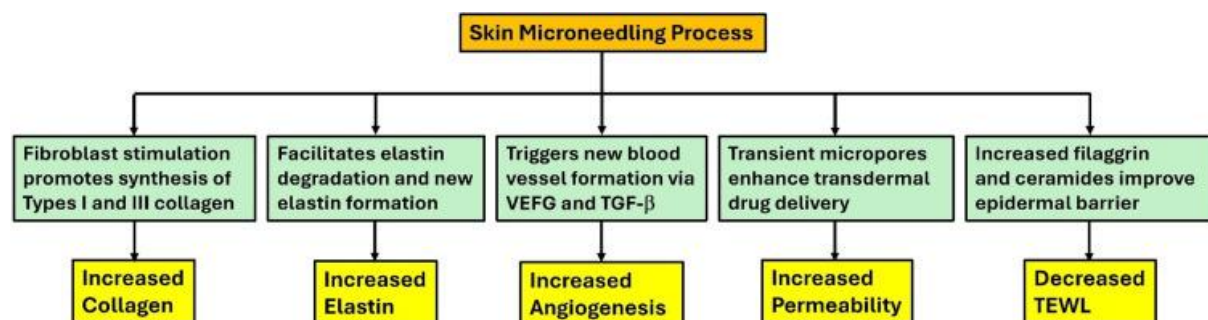 Skin Microneedling Process
Fibroblast stimulation
promotes synthesis of
Types I and III collagen
Facilitates elastin
degradation and new
elastin formation
Triggers new blood
vessel formation via
VEFG and TGF-β
Transient micropores
enhance transdermal
drug delivery
Increased filaggrin
and ceramides improve
epidermal barrier
Increased
Collagen
Increased
Elastin
Increased
Angiogenesis
Increased
Permeability
Decreased
TEWL